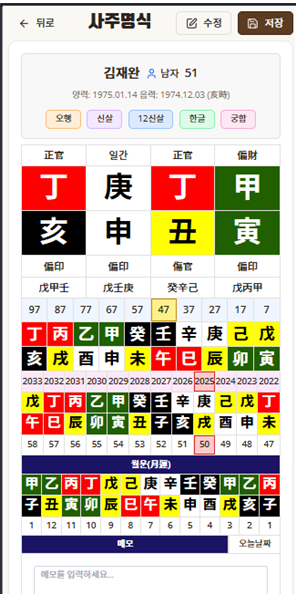 뒤로
사주명식
수정
저장
김재완 남자 51
양력: 1975.01.14 음력: 1974.12.03 (亥時)
오행 신살 12신살 한글 궁합
正官 일간 正官 偏財
丁 庚 丁 甲
亥 申 丑 寅
偏印 偏印 傷官 偏印
戊甲壬 戊壬庚 癸辛己 戊丙甲
97 87 77 67 57 47 37 27 17 7
丁 丙 乙 甲 癸 壬 辛 庚 己 戊
亥 戌 酉 申 未 午 巳 辰 卯 寅
2033 2032 2031 2030 2029 2028 2027 2026 2025 2024 2023 2022
戊 丁 丙 乙 甲 癸 壬 辛 庚 己 戊 丁
午 巳 辰 卯 寅 丑 子 亥 戌 酉 申 未
58 57 56 55 54 53 52 51 50 49 48 47
월운(月運)
甲 乙 丙 丁 戊 己 庚 辛 壬 癸 甲 乙 丙
子 丑 寅 卯 辰 巳 午 未 申 酉 戌 亥 子
1 12 11 10 9 8 7 6 5 4 3 2 1
메모 오늘날짜
메모를 입력하세요...